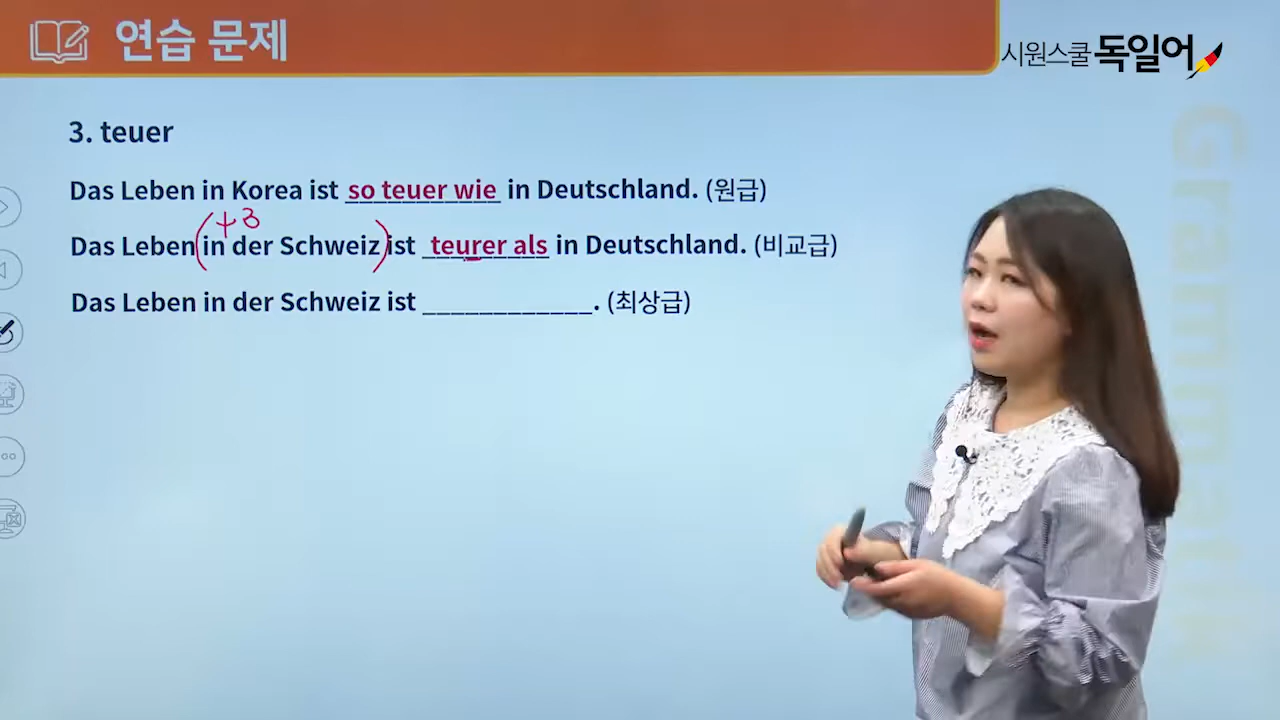 연습 문제
시원스쿨 독일어
3. teuer
Das Leben in Korea ist so teuer wie in Deutschland. (원급)
+3
Das Leben (in der Schweiz) ist teurer als in Deutschland. (비교급)
Das Leben in der Schweiz ist ____________. (최상급)
Grammatik